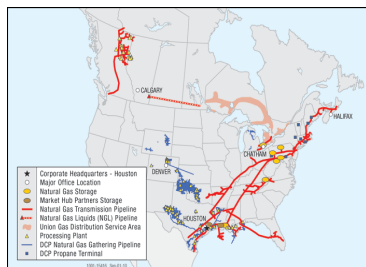 CALGARY
HALIFAX
CHATHAM
DENVER
HOUSTON
Corporate Headquarters - Houston
Major Office Location
Natural Gas Storage
Market Hub Partners Storage
Natural Gas Transmission Pipeline
Natural Gas Liquids (NGL) Pipeline
Union Gas Distribution Service Area
Processing Plant
DCP Natural Gas Gathering Pipeline
DCP Propane Terminal